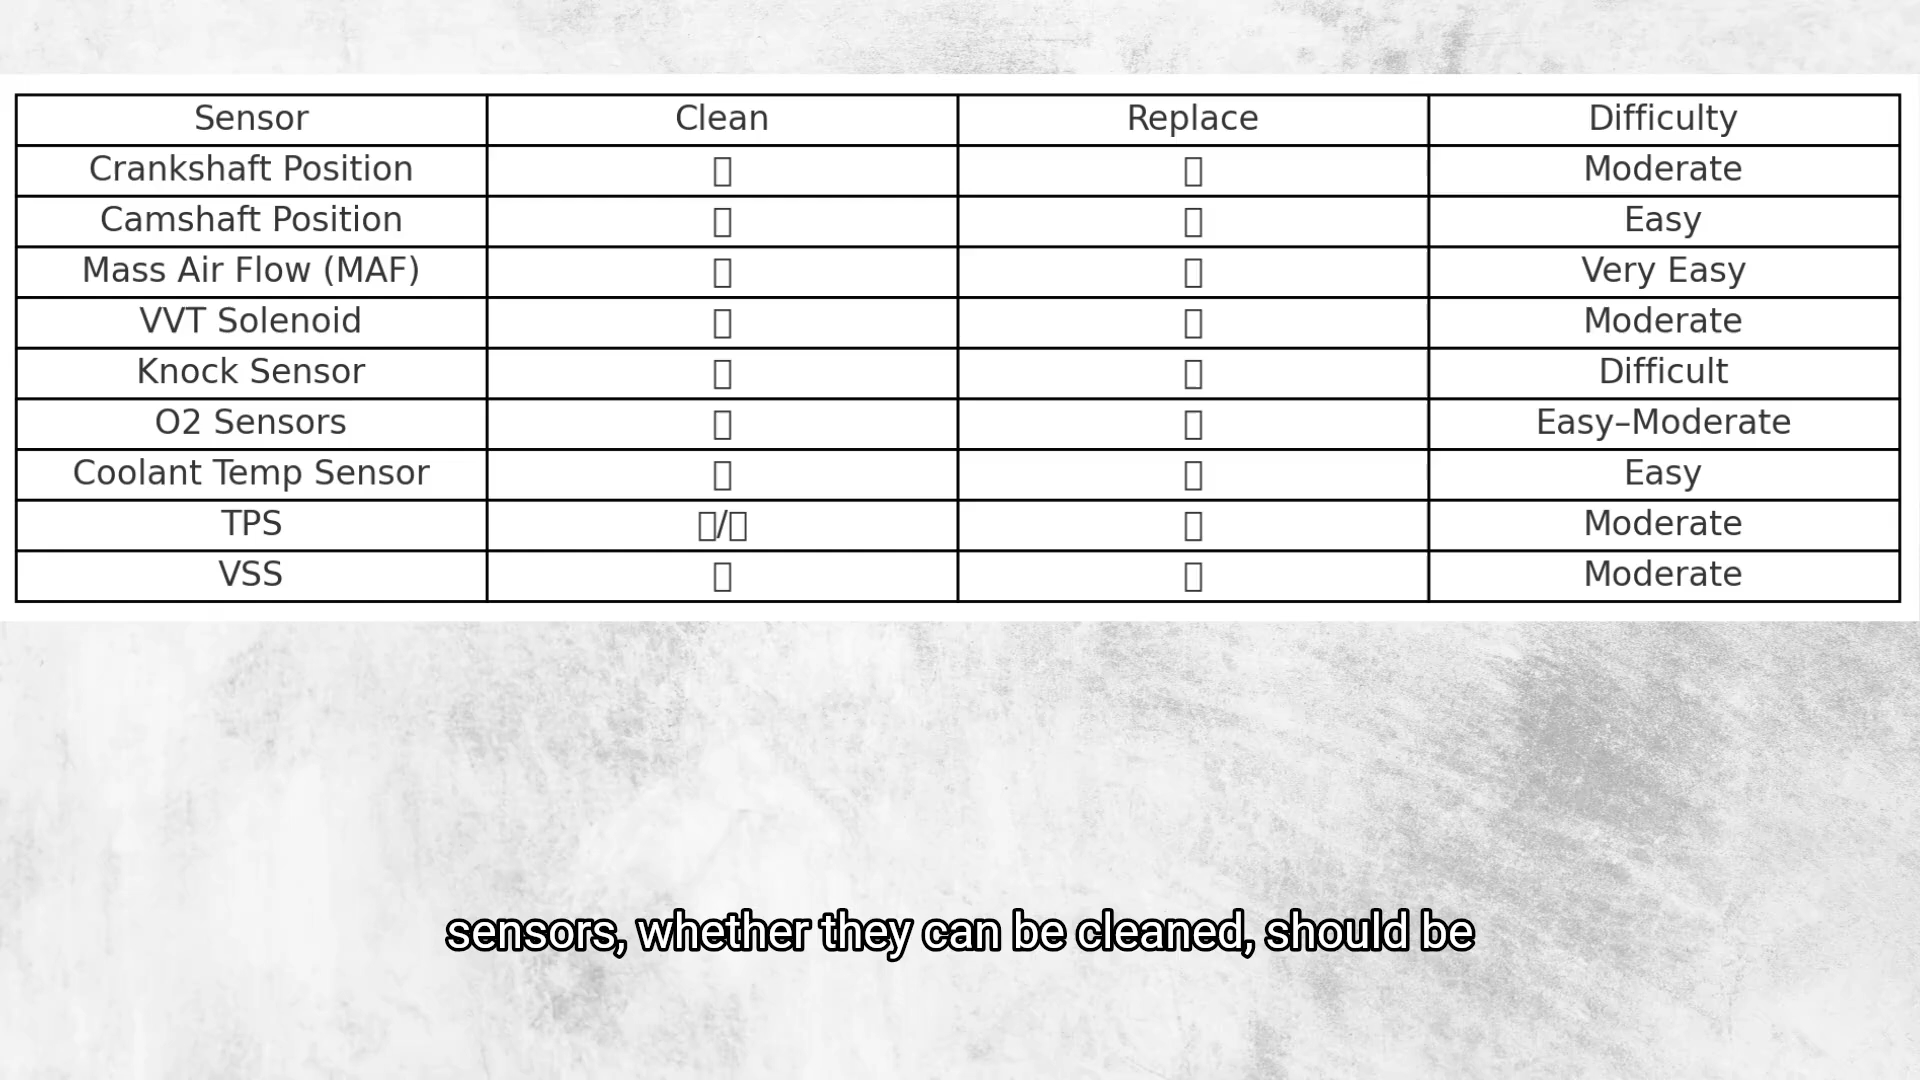 Sensor Clean Replace Difficulty
Crankshaft Position ▯ ▯ Moderate
Camshaft Position ▯ ▯ Easy
Mass Air Flow (MAF) ▯ ▯ Very Easy
VVT Solenoid ▯ ▯ Moderate
Knock Sensor ▯ ▯ Difficult
O2 Sensors ▯ ▯ Easy–Moderate
Coolant Temp Sensor ▯ ▯ Easy
TPS ▯/▯ ▯ Moderate
VSS ▯ ▯ Moderate
sensors, whether they can be cleaned, should be